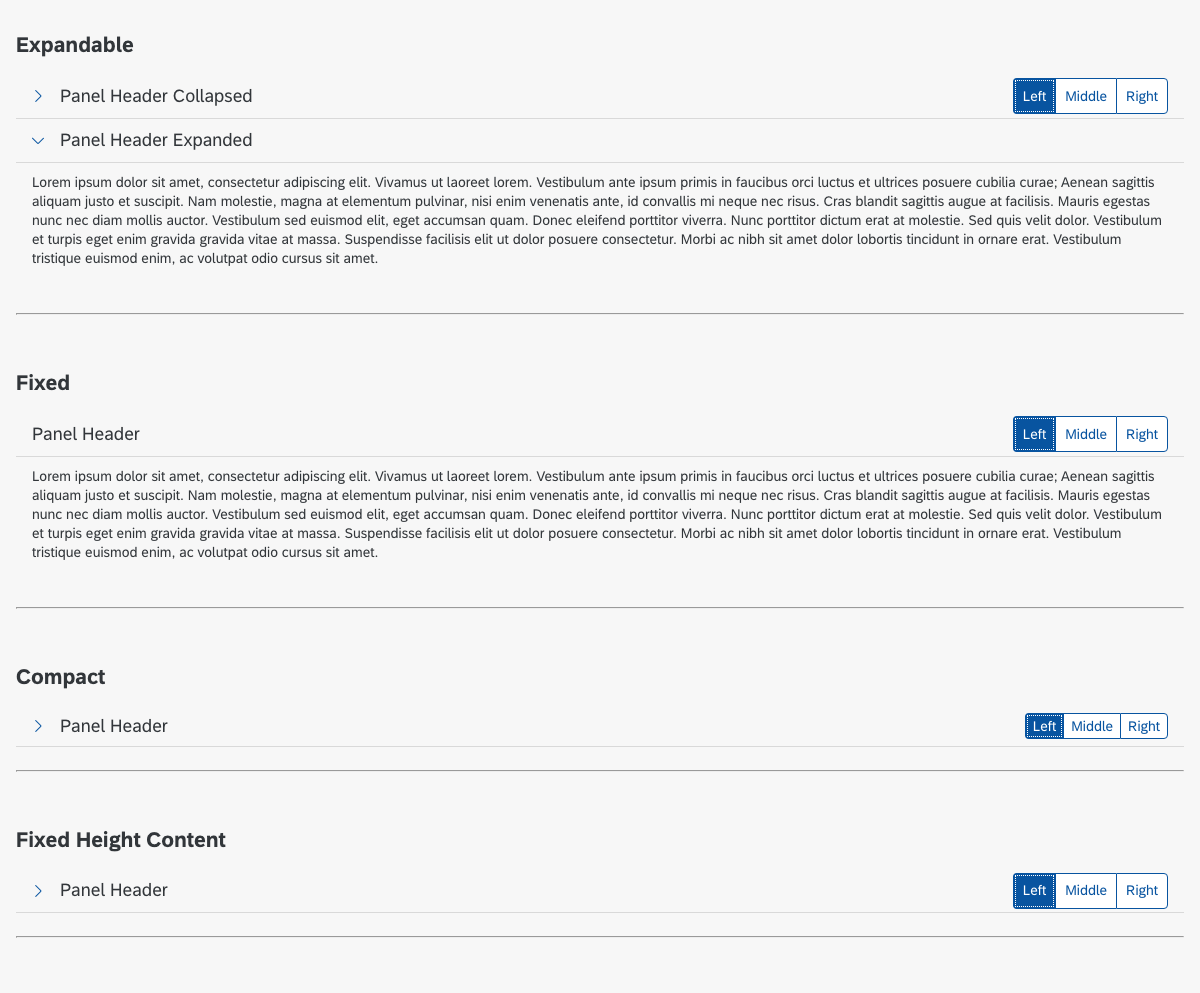 Expandable
Panel Header Collapsed Left Middle Right
Panel Header Expanded
Lorem ipsum dolor sit amet, consectetur adipiscing elit. Vivamus ut laoreet lorem. Vestibulum ante ipsum primis in faucibus orci luctus et ultrices posuere cubilia curae; Aenean sagittis
aliquam justo et suscipit. Nam molestie, magna at elementum pulvinar, nisi enim venenatis ante, id convallis mi neque nec risus. Cras blandit sagittis augue at facilisis. Mauris egestas
nunc nec diam mollis auctor. Vestibulum sed euismod elit, eget accumsan quam. Donec eleifend porttitor viverra. Nunc porttitor dictum erat at molestie. Sed quis velit dolor. Vestibulum
et turpis eget enim gravida gravida vitae at massa. Suspendisse facilisis elit ut dolor posuere consectetur. Morbi ac nibh sit amet dolor lobortis tincidunt in ornare erat. Vestibulum
tristique euismod enim, ac volutpat odio cursus sit amet.
Fixed
Panel Header Left Middle Right
Lorem ipsum dolor sit amet, consectetur adipiscing elit. Vivamus ut laoreet lorem. Vestibulum ante ipsum primis in faucibus orci luctus et ultrices posuere cubilia curae; Aenean sagittis
aliquam justo et suscipit. Nam molestie, magna at elementum pulvinar, nisi enim venenatis ante, id convallis mi neque nec risus. Cras blandit sagittis augue at facilisis. Mauris egestas
nunc nec diam mollis auctor. Vestibulum sed euismod elit, eget accumsan quam. Donec eleifend porttitor viverra. Nunc porttitor dictum erat at molestie. Sed quis velit dolor. Vestibulum
et turpis eget enim gravida gravida vitae at massa. Suspendisse facilisis elit ut dolor posuere consectetur. Morbi ac nibh sit amet dolor lobortis tincidunt in ornare erat. Vestibulum
tristique euismod enim, ac volutpat odio cursus sit amet.
Compact
Panel Header Left Middle Right
Fixed Height Content
Panel Header Left Middle Right